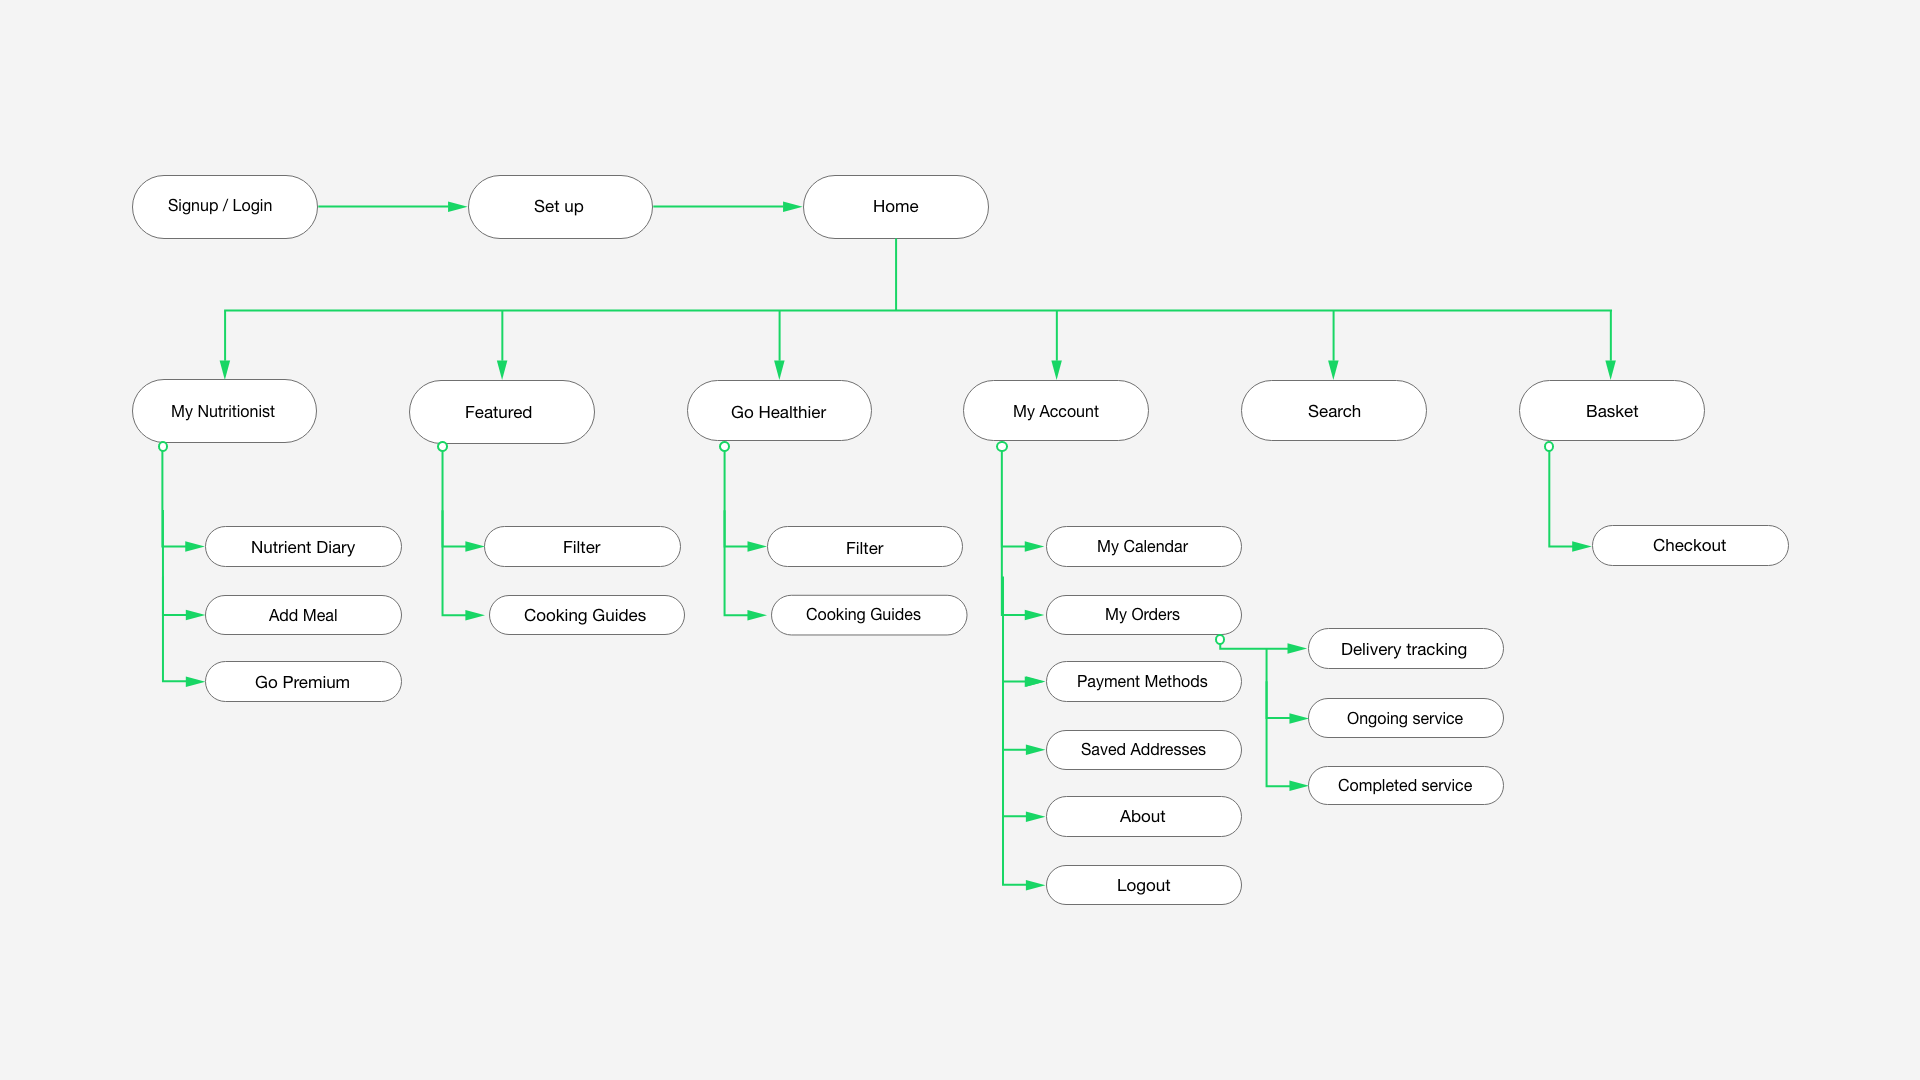 Signup / Login
Set up
Home
My Nutritionist
Featured
Go Healthier
My Account
Search
Basket
Nutrient Diary
Add Meal
Go Premium
Filter
Cooking Guides
Filter
Cooking Guides
My Calendar
My Orders
Payment Methods
Saved Addresses
About
Logout
Delivery tracking
Ongoing service
Completed service
Checkout